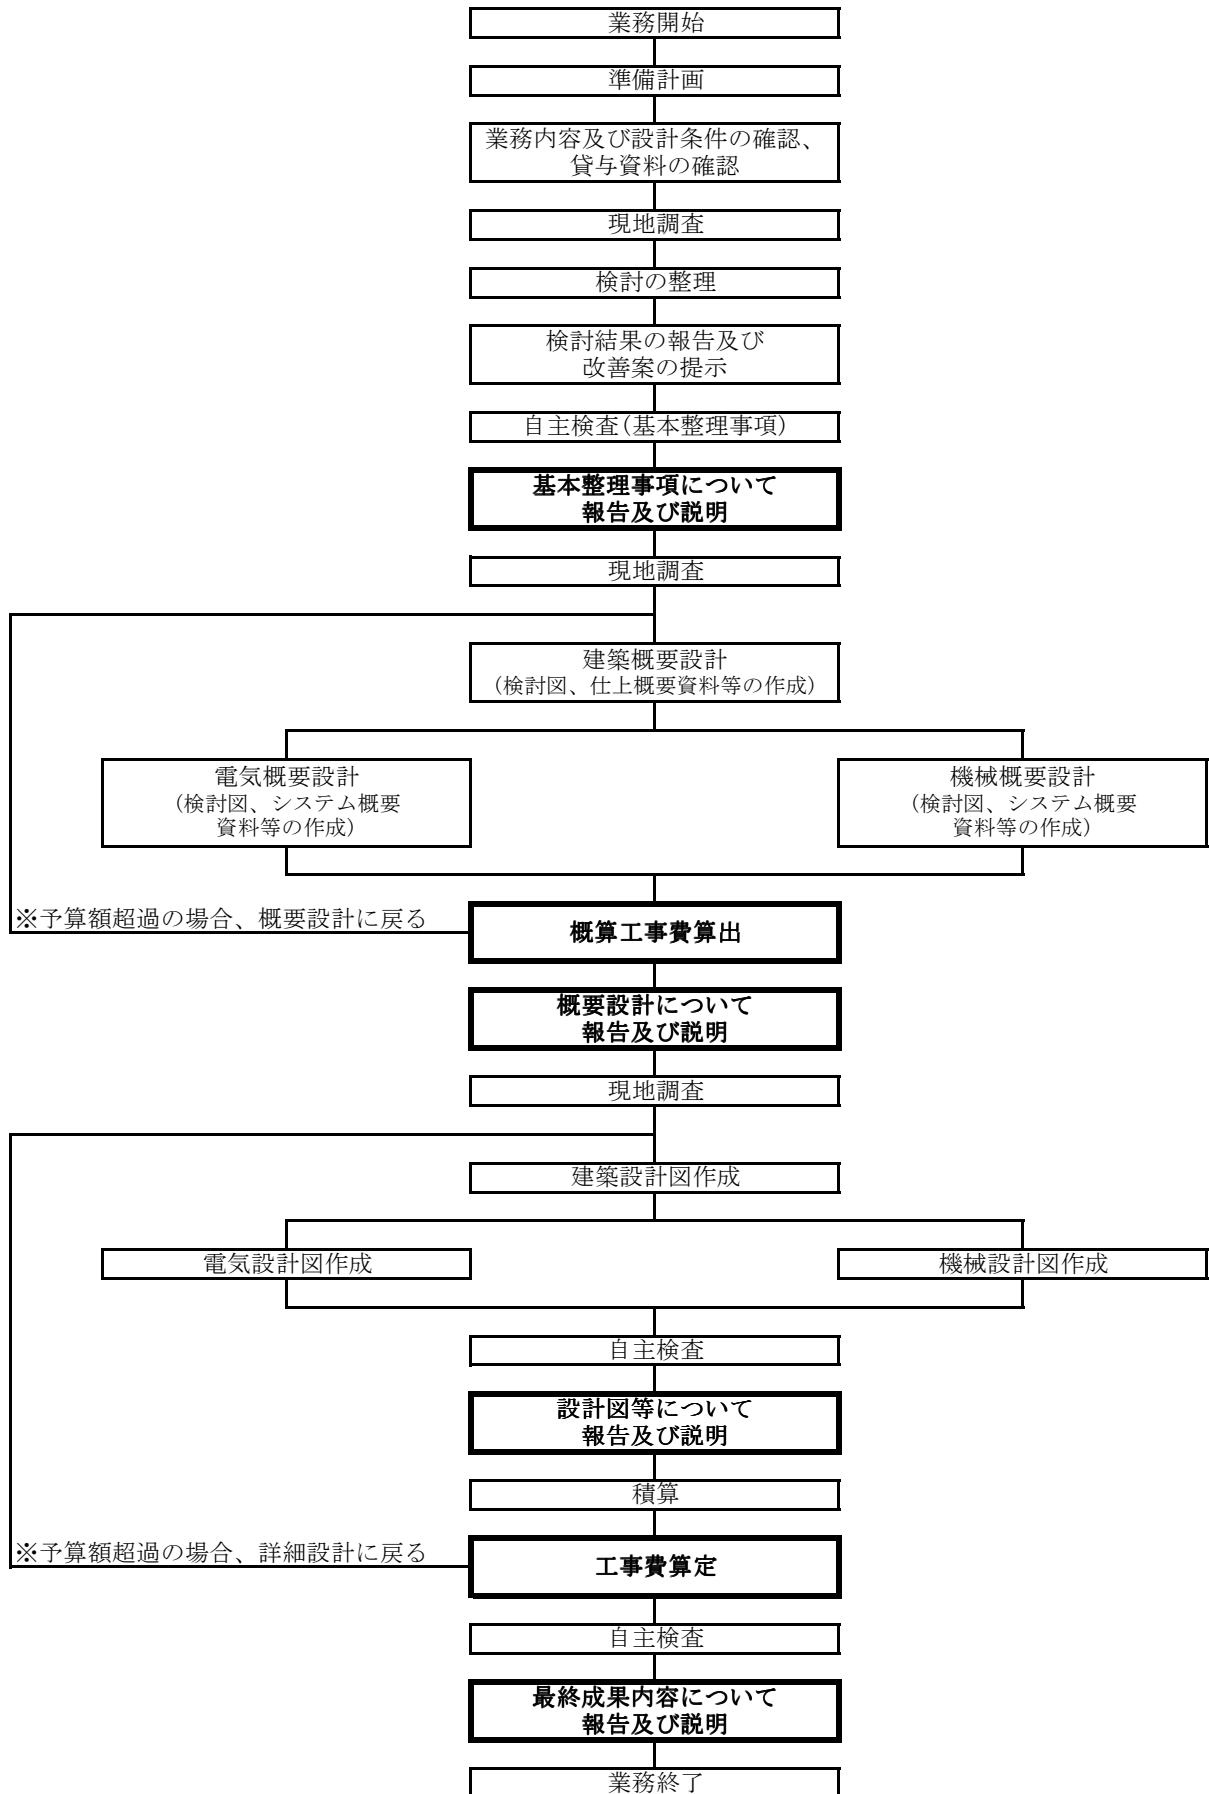 業務開始
準備計画
業務内容及び設計条件の確認、
貸与資料の確認
現地調査
検討の整理
検討結果の報告及び
改善案の提示
自主検査(基本整理事項)
基本整理事項について
報告及び説明
現地調査
建築概要設計
(検討図、仕上概要資料等の作成)
電気概要設計
(検討図、システム概要
資料等の作成)
機械概要設計
(検討図、システム概要
資料等の作成)
※予算額超過の場合、概要設計に戻る
概算工事費算出
概要設計について
報告及び説明
現地調査
建築設計図作成
電気設計図作成
機械設計図作成
自主検査
設計図等について
報告及び説明
積算
※予算額超過の場合、詳細設計に戻る
工事費算定
自主検査
最終成果内容について
報告及び説明
業務終了